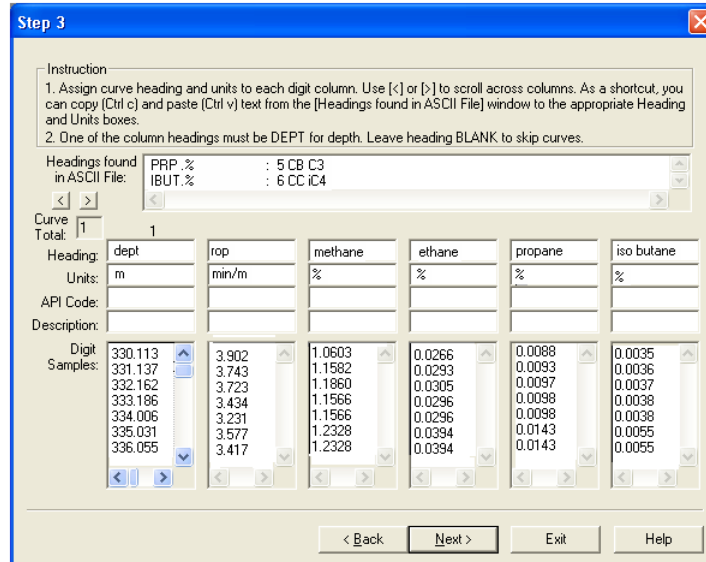 Step 3
Instruction
1. Assign curve heading and units to each digit column. Use [<] or [>] to scroll across columns. As a shortcut, you
can copy (Ctrl c) and paste (Ctrl v) text from the [Headings found in ASCII File] window to the appropriate Heading
and Units boxes.
2. One of the column headings must be DEPT for depth. Leave heading BLANK to skip curves.
Headings found
in ASCII File:
PRP .% : 5 CB C3
IBUT.% : 6 CC iC4
< >
Curve
Total: 1 1
Heading: dept rop methane ethane propane iso butane
Units: m min/m % % % %
API Code:
Description:
Digit
Samples:
330.113 3.902 1.0603 0.0266 0.0088 0.0035
331.137 3.743 1.1582 0.0293 0.0093 0.0036
332.162 3.723 1.1860 0.0305 0.0097 0.0037
333.186 3.434 1.1566 0.0296 0.0098 0.0038
334.006 3.231 1.1566 0.0296 0.0098 0.0038
335.031 3.577 1.2328 0.0394 0.0143 0.0055
336.055 3.417 1.2328 0.0394 0.0143 0.0055
< Back Next > Exit Help